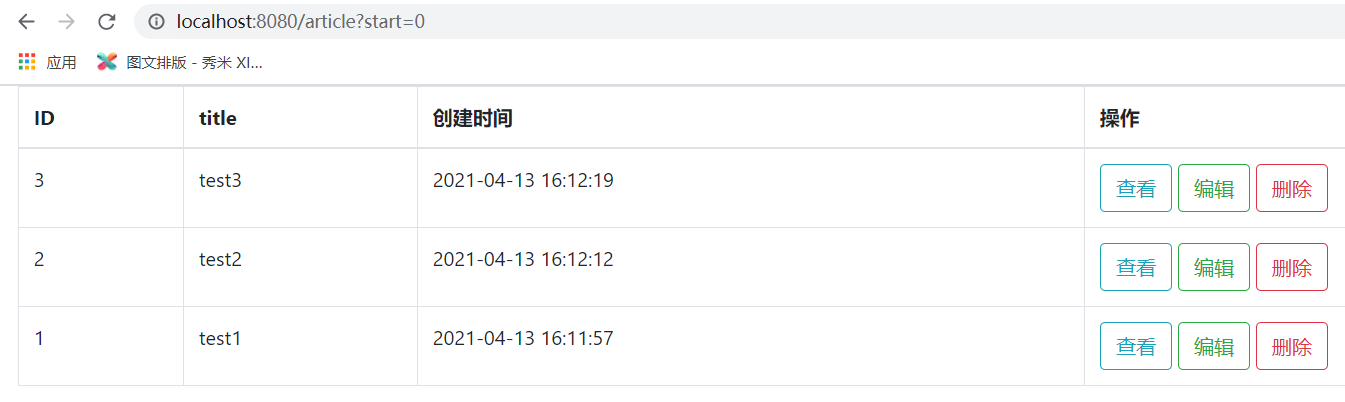 localhost:8080/article?start=0
应用 图文排版 - 秀米 XI...
ID title 创建时间 操作
3 test3 2021-04-13 16:12:19 查看 编辑 删除
2 test2 2021-04-13 16:12:12 查看 编辑 删除
1 test1 2021-04-13 16:11:57 查看 编辑 删除